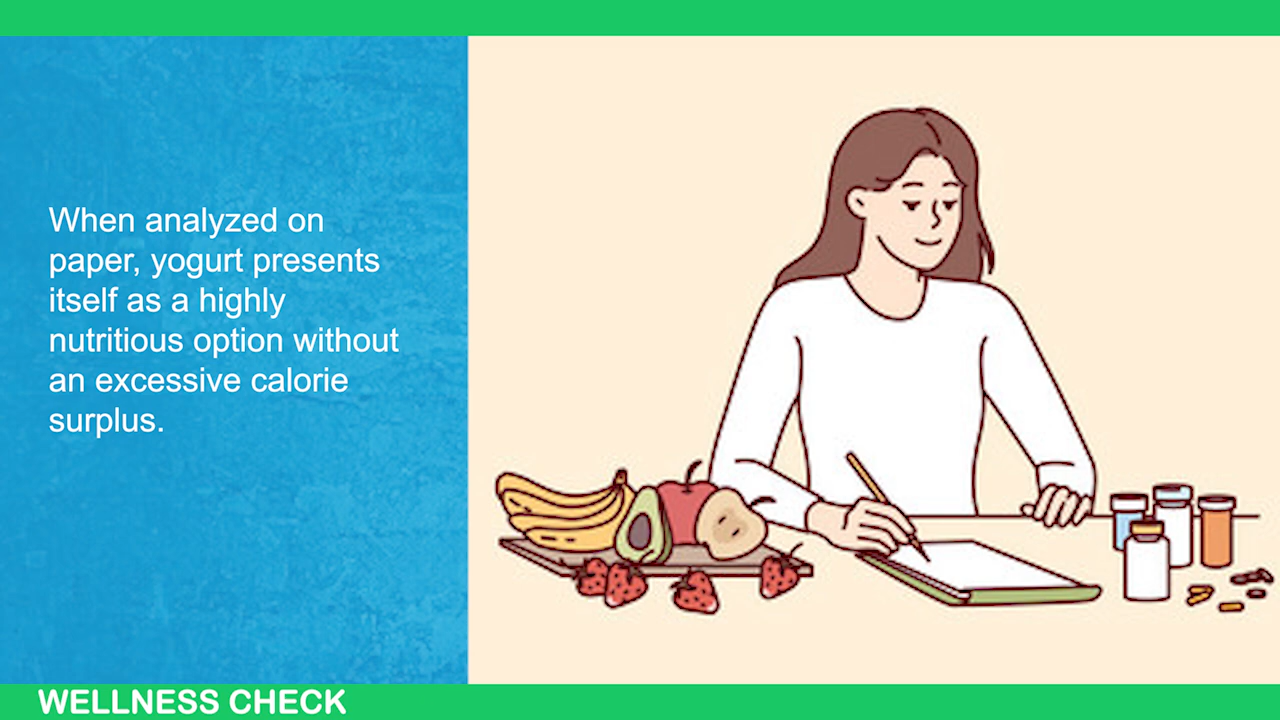 When analyzed on
paper, yogurt presents
itself as a highly
nutritious option without
an excessive calorie
surplus.
WELLNESS CHECK